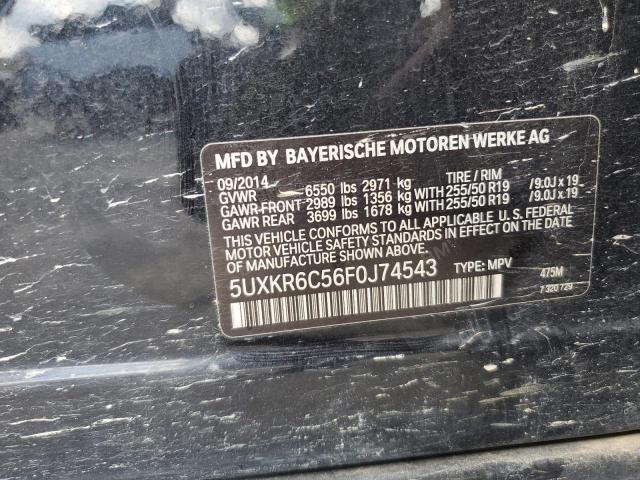 MFD BY BAYERISCHE MOTOREN WERKE AG
09/2014 TIRE / RIM
GVWR 6550 lbs 2971 kg
GAWR-FRONT 2989 lbs 1356 kg WITH 255/50 R19 /9.0J x 19
GAWR REAR 3699 lbs 1678 kg WITH 255/50 R19 /9.0J x 19
THIS VEHICLE CONFORMS TO ALL APPLICABLE U.S. FEDERAL
MOTOR VEHICLE SAFETY STANDARDS IN EFFECT ON THE DATE
OF MANUFACTURE SHOWN ABOVE.
5UXKR6C56F0J74543 TYPE: MPV 475M
7 320 729